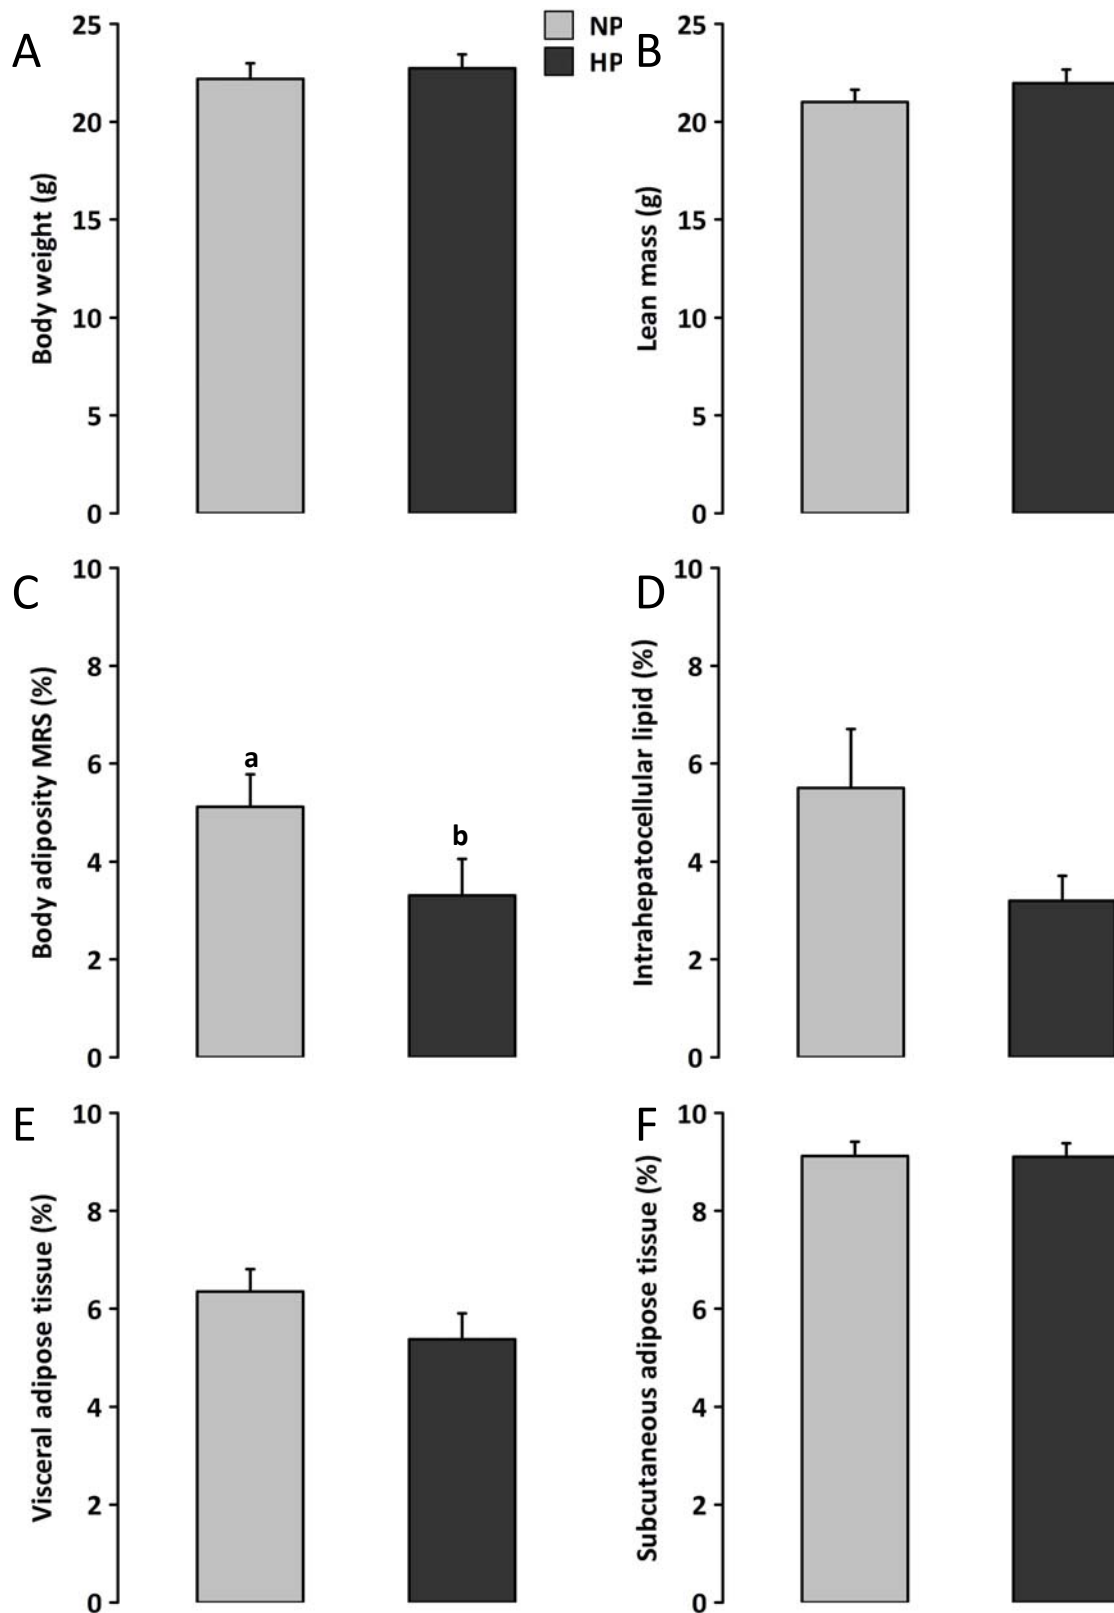 A
25
20
15
10
5
0
Body weight (g)
NP
HP
B
25
20
15
10
5
0
Lean mass (g)
C
10
8
6
4
2
0
Body adiposity MRS (%)
a
b
D
10
8
6
4
2
0
Intrahepatocellular lipid (%)
E
10
8
6
4
2
0
Visceral adipose tissue (%)
F
10
8
6
4
2
0
Subcutaneous adipose tissue (%)